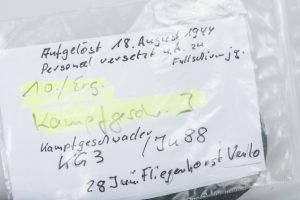 Aufgelöst 18. August 1944
Personal versetzt u.a. zu
Fallschirmjg.
10./Erg.
Kampfgeschw. I
Kampfgeschwader
KG 3 / Ju 88
28 Juni Fliegerhorst Venlo